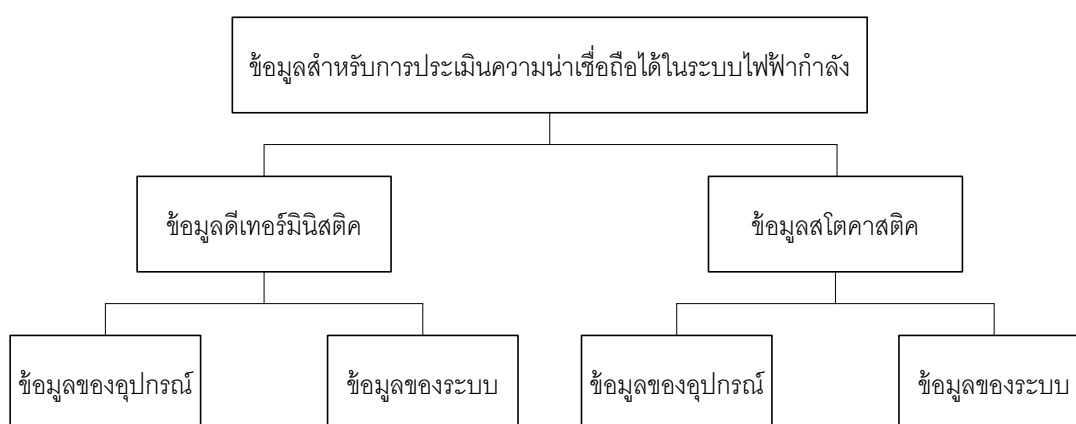 ข้อมูลสำหรับการประเมินความน่าเชื่อถือได้ในระบบไฟฟ้ากำลัง
ข้อมูลดีเทอร์มินิสติค
ข้อมูลสโตคาสติค
ข้อมูลของอุปกรณ์
ข้อมูลของระบบ
ข้อมูลของอุปกรณ์
ข้อมูลของระบบ